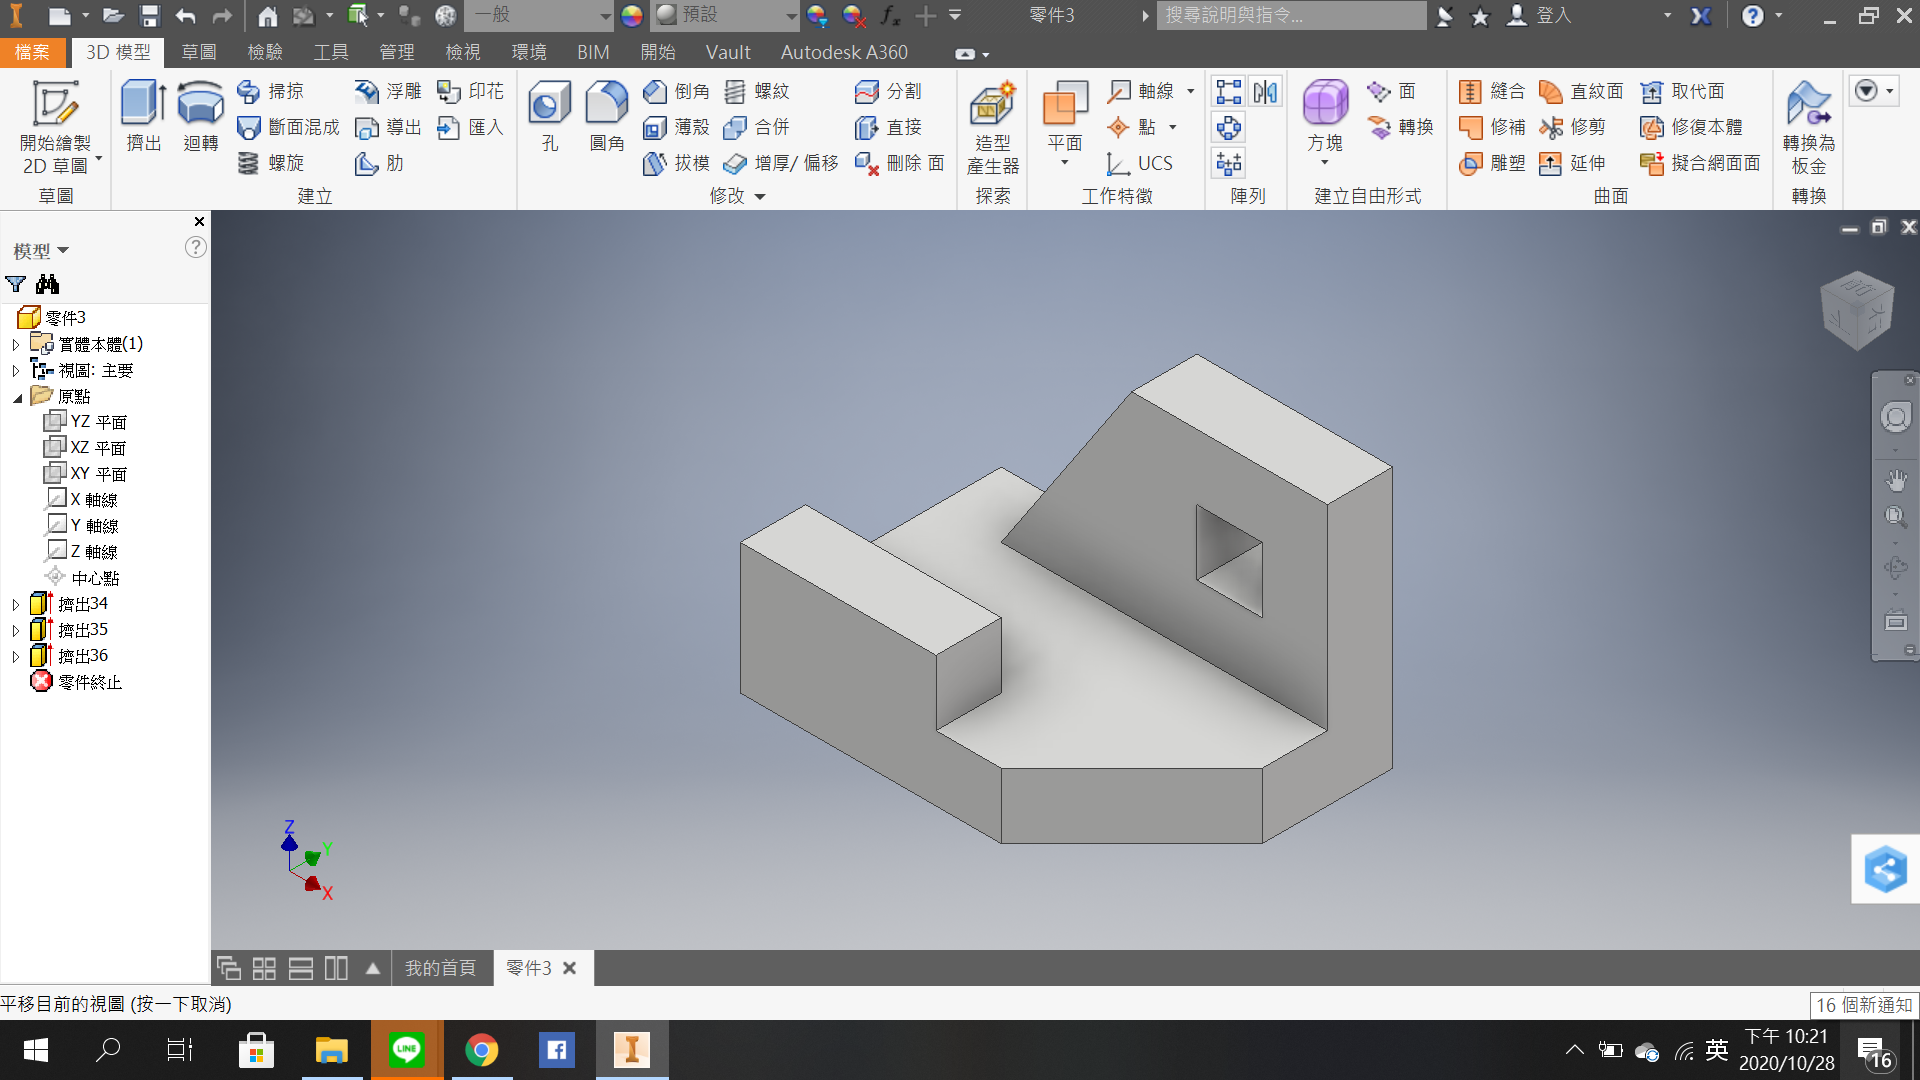 一般
預設
fx
零件3
搜尋說明與指令...
登入
檔案
3D 模型
草圖
檢驗
工具
管理
檢視
環境
BIM
開始
Vault
Autodesk A360
開始繪製
2D 草圖
草圖
擠出
迴轉
掃掠
斷面混成
螺旋
浮雕
導出
肋
印花
匯入
建立
孔
圓角
倒角
薄殼
拔模
螺紋
合併
增厚/ 偏移
分割
直接
刪除 面
修改
造型
產生器
探索
平面
軸線
點
UCS
工作特徵
陣列
方塊
面
轉換
建立自由形式
縫合
修補
雕塑
直紋面
修剪
延伸
取代面
修復本體
擬合網面面
曲面
轉換為
板金
轉換
模型
零件3
實體本體(1)
視圖: 主要
原點
YZ 平面
XZ 平面
XY 平面
X 軸線
Y 軸線
Z 軸線
中心點
擠出34
擠出35
擠出36
零件終止
Z
Y
X
我的首頁
零件3
平移目前的視圖 (按一下取消)
16 個新通知
LINE
英
下午 10:21
2020/10/28
16